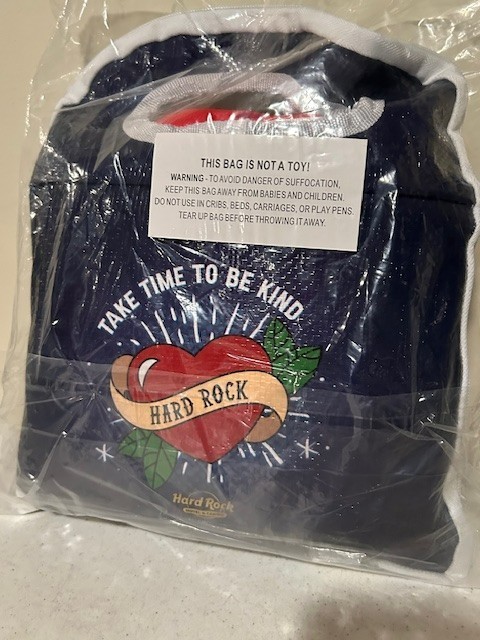 THIS BAG IS NOT A TOY!
WARNING - TO AVOID DANGER OF SUFFOCATION,
KEEP THIS BAG AWAY FROM BABIES AND CHILDREN.
DO NOT USE IN CRIBS, BEDS, CARRIAGES, OR PLAY PENS.
TEAR UP BAG BEFORE THROWING IT AWAY.
TAKE TIME TO BE KIND
HARD ROCK
Hard Rock